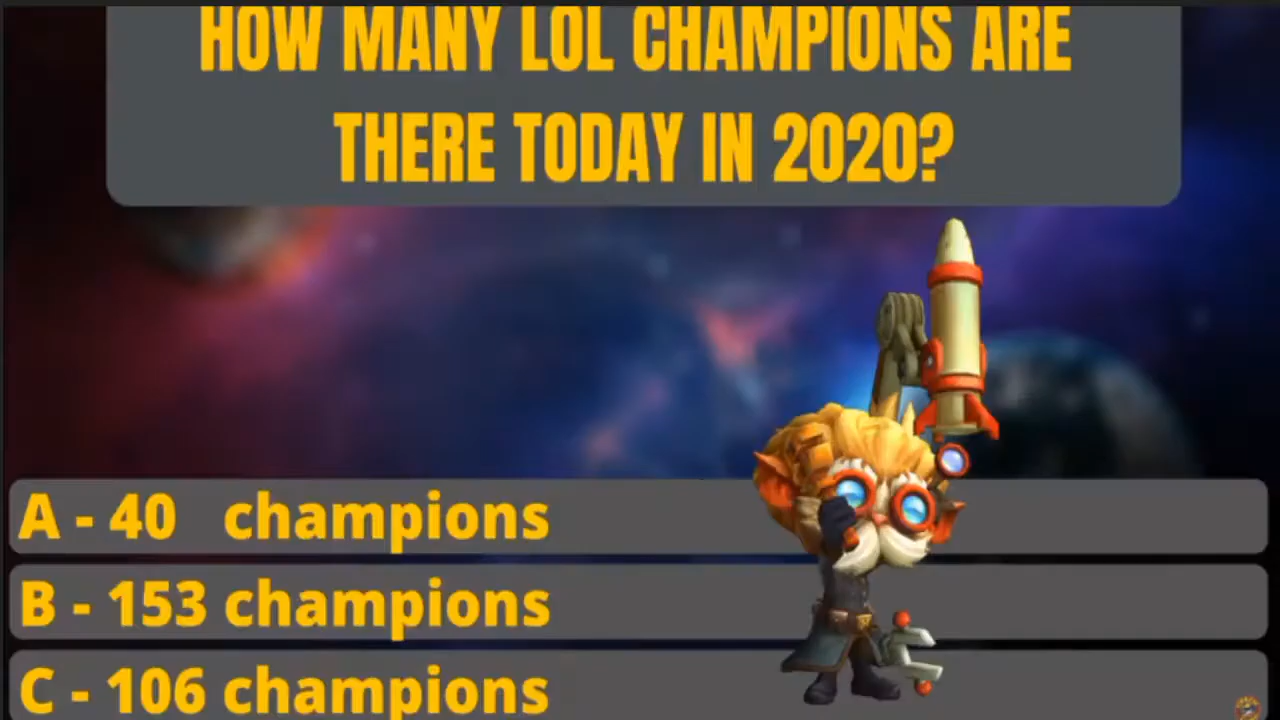 HOW MANY LOL CHAMPIONS ARE
THERE TODAY IN 2020?
A - 40 champions
B - 153 champions
C - 106 champions